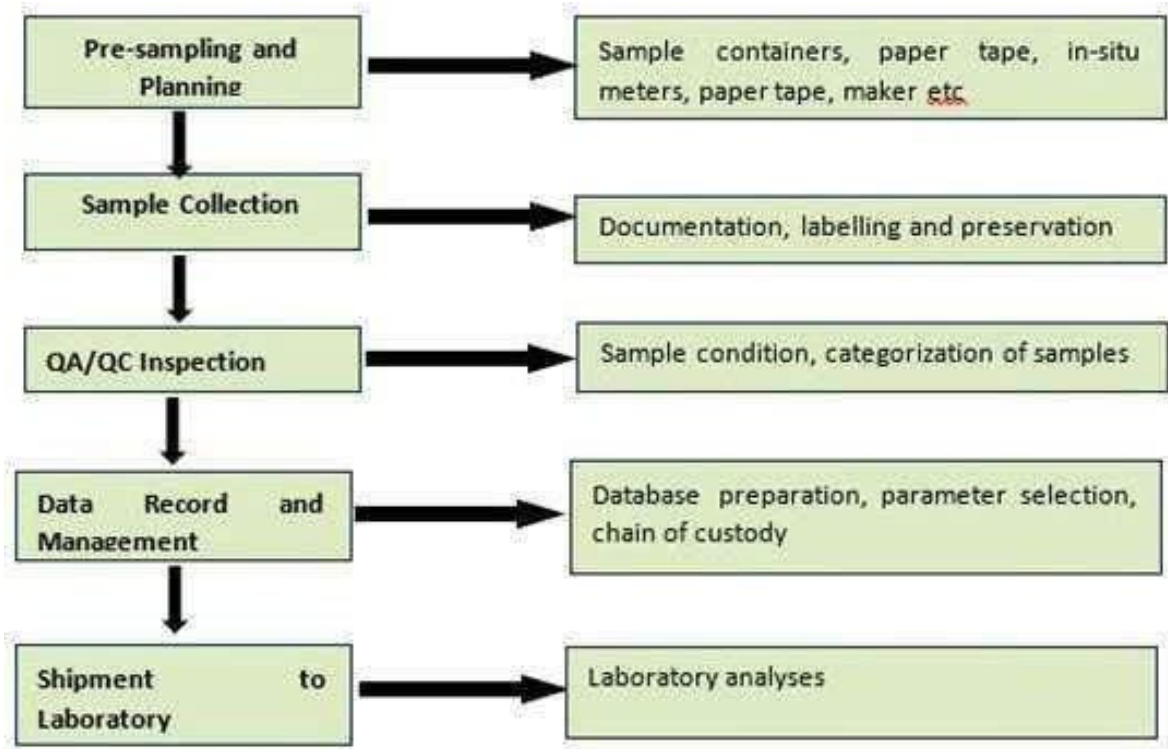 Pre-sampling and
Planning
Sample containers, paper tape, in-situ
meters, paper tape, maker etc
Sample Collection
Documentation, labelling and preservation
QA/QC Inspection
Sample condition, categorization of samples
Data Record and
Management
Database preparation, parameter selection,
chain of custody
Shipment to
Laboratory
Laboratory analyses